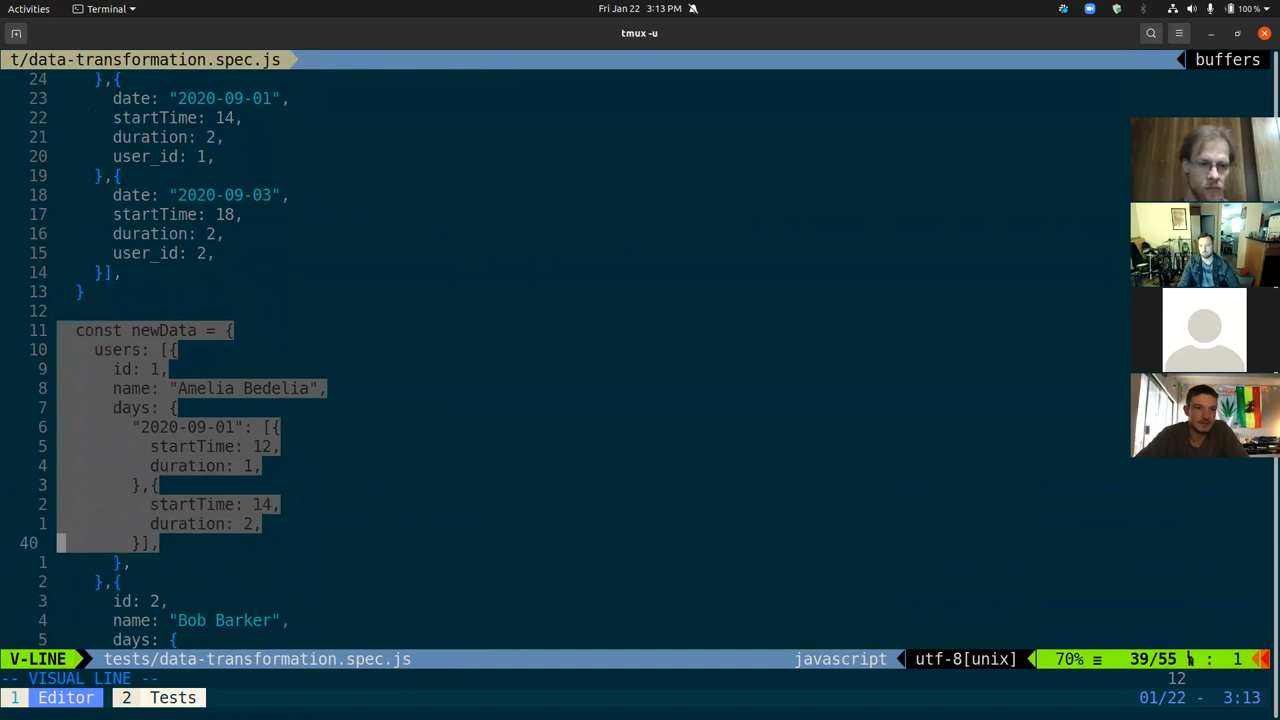 Activities Terminal Fri Jan 22 3:13 PM 100 %
tmux -u
t/data-transformation.spec.js buffers
24 },{
23 date: "2020-09-01",
22 startTime: 14,
21 duration: 2,
20 user_id: 1,
19 },{
18 date: "2020-09-03",
17 startTime: 18,
16 duration: 2,
15 user_id: 2,
14 }],
13 }
12
11 const newData = {
10 users: [{
9 id: 1,
8 name: "Amelia Bedelia",
7 days: {
6 "2020-09-01": [{
5 startTime: 12,
4 duration: 1,
3 },{
2 startTime: 14,
1 duration: 2,
40 }],
1 },
2 },{
3 id: 2,
4 name: "Bob Barker",
5 days: {
V-LINE tests/data-transformation.spec.js javascript utf-8[unix] 70% ≡ 39/55 : 1
-- VISUAL LINE -- 12
1 Editor 2 Tests 01/22 - 3:13